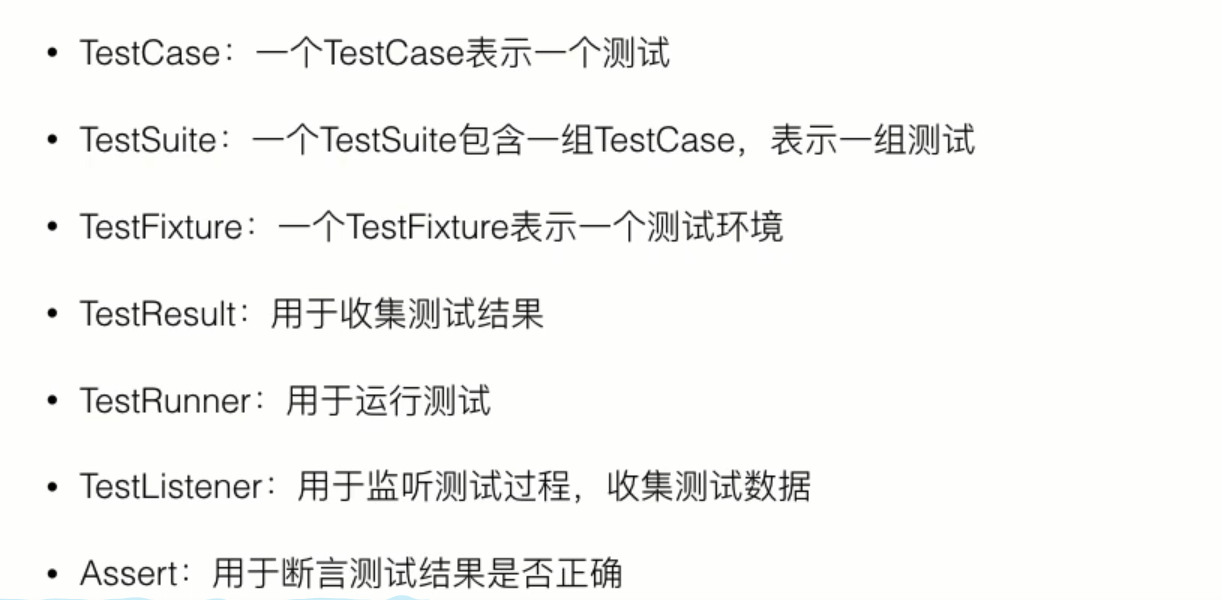 • TestCase：一个TestCase表示一个测试
• TestSuite：一个TestSuite包含一组TestCase，表示一组测试
• TestFixture：一个TestFixture表示一个测试环境
• TestResult：用于收集测试结果
• TestRunner：用于运行测试
• TestListener：用于监听测试过程，收集测试数据
• Assert：用于断言测试结果是否正确